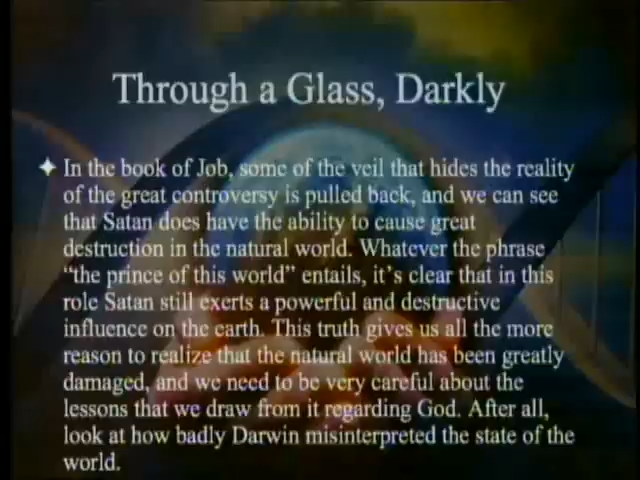 Through a Glass, Darkly
In the book of Job, some of the veil that hides the reality
of the great controversy is pulled back, and we can see
that Satan does have the ability to cause great
destruction in the natural world. Whatever the phrase
“the prince of this world” entails, it’s clear that in this
role Satan still exerts a powerful and destructive
influence on the earth. This truth gives us all the more
reason to realize that the natural world has been greatly
damaged, and we need to be very careful about the
lessons that we draw from it regarding God. After all,
look at how badly Darwin misinterpreted the state of the
world.